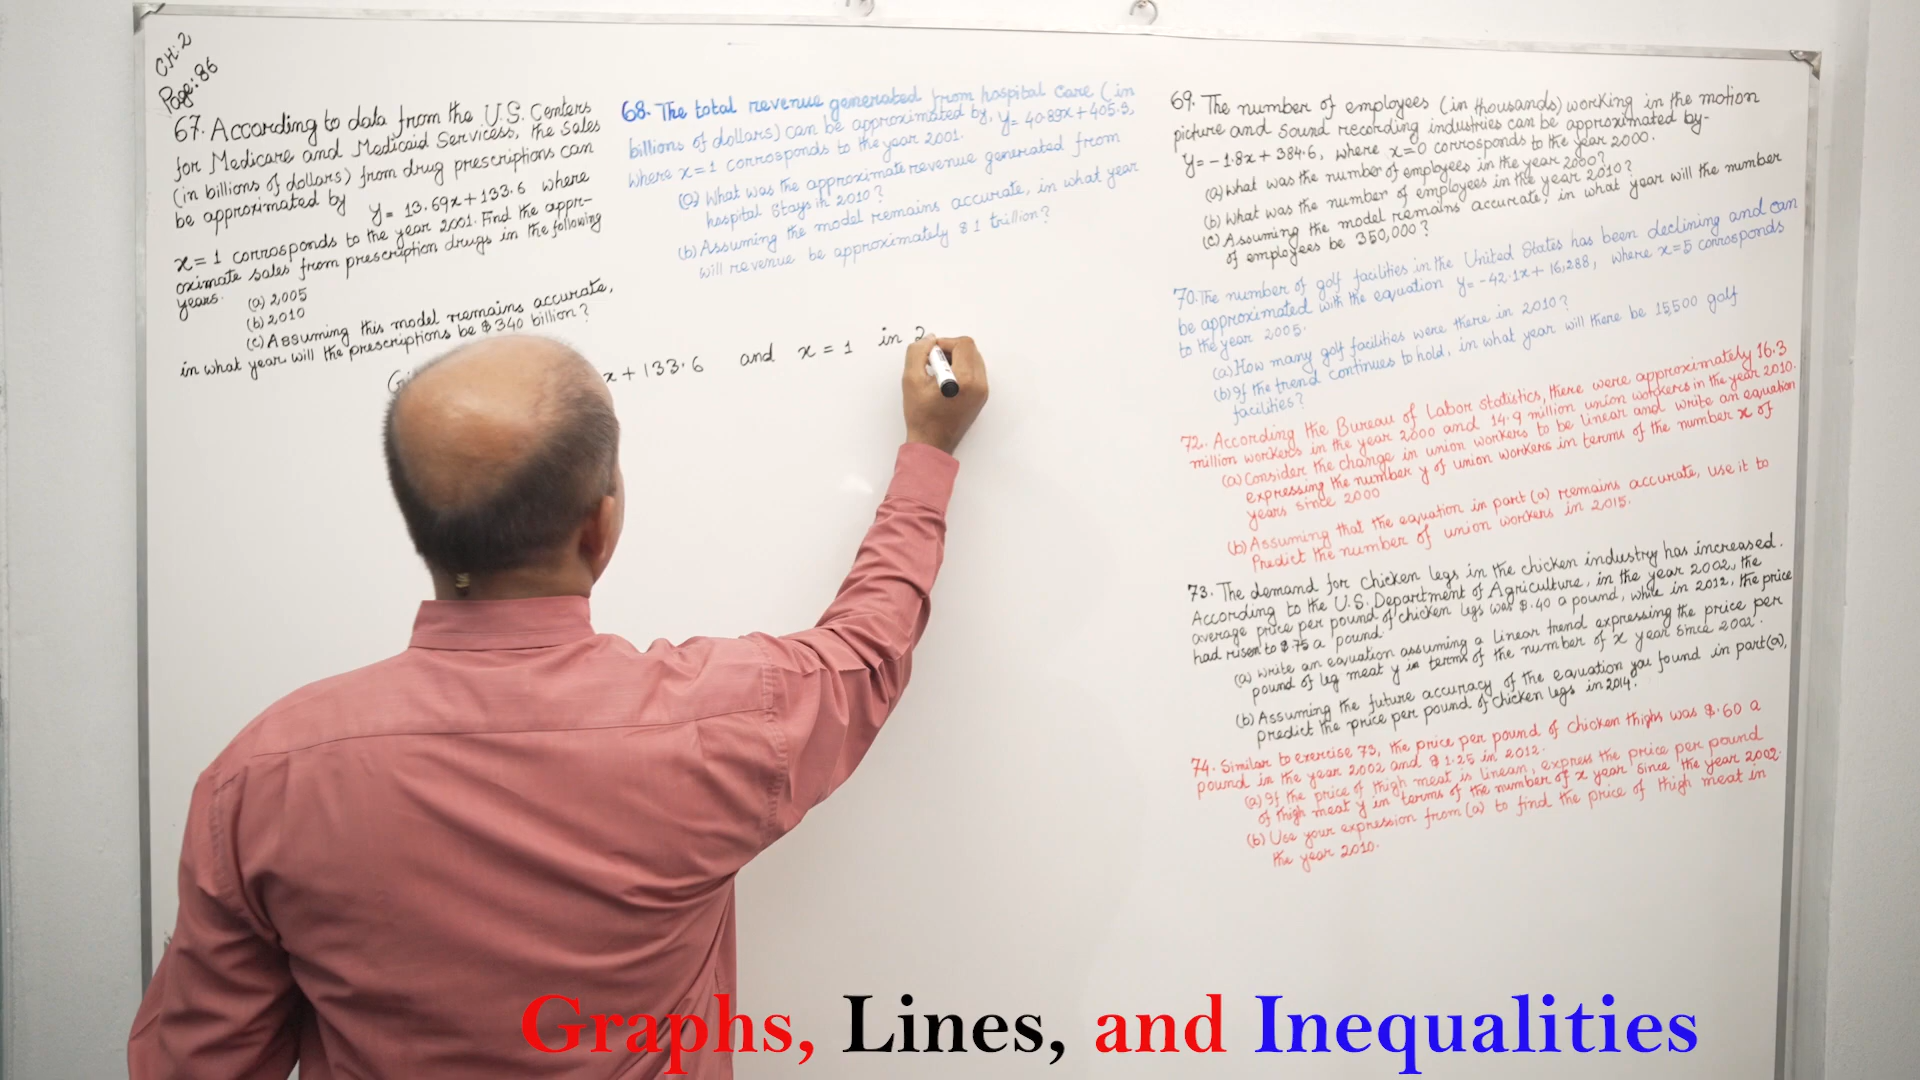 CH:2
Page:86
67. According to data from the U.S. Centers
for Medicare and Medicaid Servicess, the sales
(in billions of dollars) from drug prescriptions can
be approximated by y= 13.69x+133.6 where
x=1 corrosponds to the year 2001. Find the appr-
oximate sales from prescription drugs in the following
years.
(a) 2,005
(b) 2010
(c) Assuming this model remains accurate,
in what year will the prescriptions be $340 billion?
68. The total revenue generated from hospital care (in
billions of dollars) can be approximated by, y= 40.89x+405.3,
where x=1 corrosponds to the year 2001.
(a) What was the approximate revenue generated from
hospital stays in 2010?
(b) Assuming the model remains accurate, in what year
will revenue be approximately $1 trillion?
x+133.6 and x=1 in 2
69. The number of employees (in thousands) working in the motion
picture and sound recording industries can be approximated by-
y= -1.8x+ 384.6, where x=0 corrosponds to the year 2000.
(a) What was the number of employees in the year 2000?
(b) What was the number of employees in the year 2010?
(c) Assuming the model remains accurate, in what year will the number
of employees be 350,000?
70. The number of golf facilities in the United States has been declining and can
be approximated with the equation y= -42.1x+ 16,288, where x=5 corrosponds
to the year 2005.
(a) How many golf facilities were there in 2010?
(b) If the trend continues to hold, in what year will there be 15,500 golf
facilities?
72. According the Bureau of Labor statistics, there were approximately 16.3
million workers in the year 2000 and 14.9 million union workers in the year 2010.
(a) Consider the change in union workers to be linear and write an equation
expressing the number y of union workers in terms of the number x of
years since 2000
(b) Assuming that the equation in part (a) remains accurate, use it to
Predict the number of union workers in 2015.
73. The demand for chicken legs in the chicken industry has increased.
According to the U.S. Department of Agriculture, in the year 2002, the
average price per pound of chicken legs was $.40 a pound, while in 2012, the price
had risen to $.75 a pound.
(a) Write an equation assuming a linear trend expressing the price per
pound of leg meat y in terms of the number of x year since 2002.
(b) Assuming the future accuracy of the equation you found in part (a),
predict the price per pound of chicken legs in 2014.
74. Similar to exercise 73, the price per pound of chicken thighs was $.60 a
pound in the year 2002 and $1.25 in 2012.
(a) If the price of thigh meat is linear, express the price per pound
of thigh meat y in terms of the number of x year since the year 2002.
(b) Use your expression from (a) to find the price of thigh meat in
the year 2010.
Graphs, Lines, and Inequalities